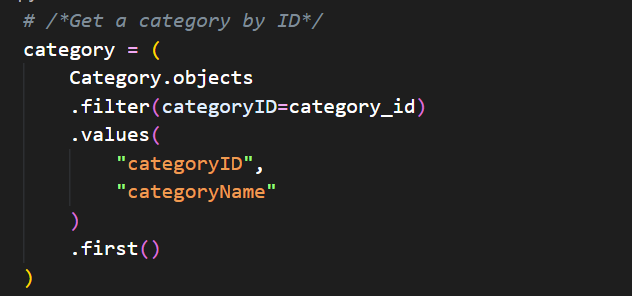 # /*Get a category by ID*/
category = (
    Category.objects
    .filter(categoryID=category_id)
    .values(
        "categoryID",
        "categoryName"
    )
    .first()
)